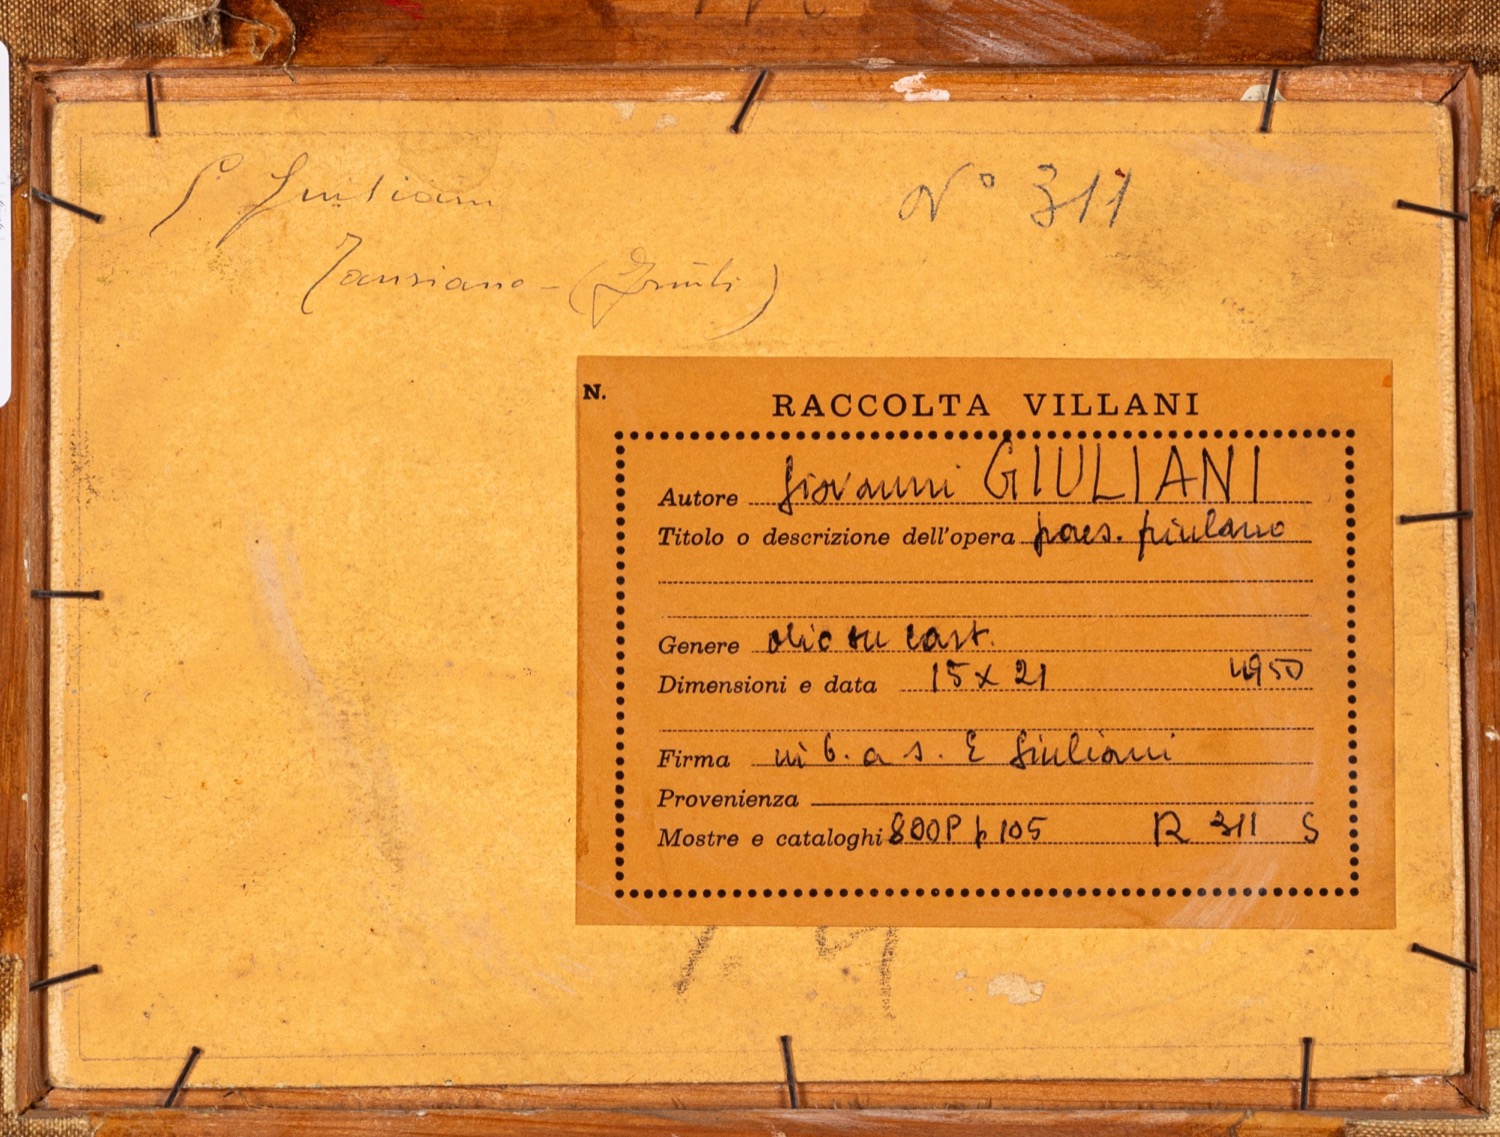 G Giuliani
N° 311
Tauriano - (Friuli)
N.
RACCOLTA VILLANI
Autore Giovanni GIULIANI
Titolo o descrizione dell'opera paes. friulano
Genere olio su cart.
Dimensioni e data 15 x 21 1950
Firma in b. a s. G Giuliani
Provenienza
Mostre e cataloghi 800P p 105 R 311 S